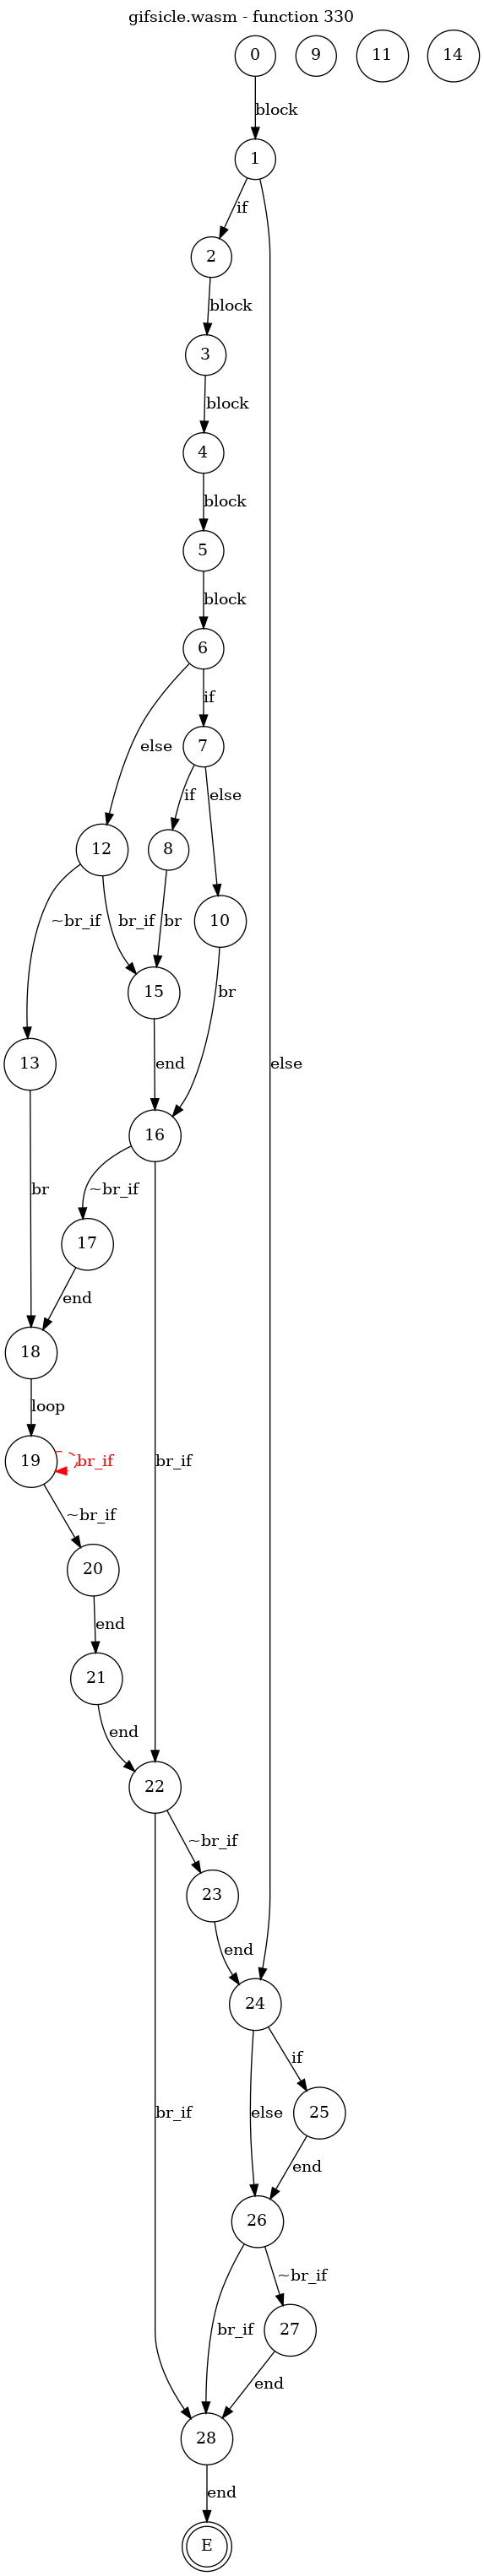 gifsicle.wasm - function 330
0 9 11 14
block
1
if
2
block
3
block
4
block
5
block
6
if
else
7
if else
12 8
~br_if br_if br
10
15
br
end
13
16
br ~br_if
17
end
18
loop
else
19
br_if br_if
~br_if
20
end
21
end
22
~br_if
23
end
24
if
br_if else
25
end
26
~br_if
br_if
27
end
28
end
E